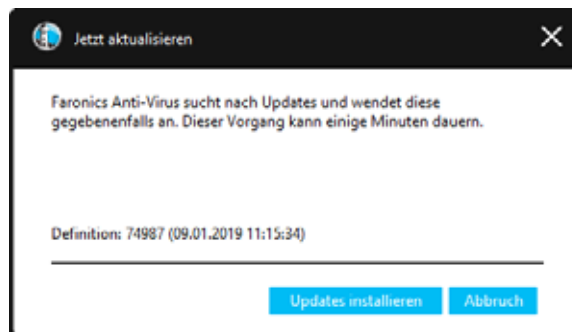 Jetzt aktualisieren
Faronics Anti-Virus sucht nach Updates und wendet diese
gegebenenfalls an. Dieser Vorgang kann einige Minuten dauern.
Definition: 74987 (09.01.2019 11:15:34)
Updates installieren Abbruch